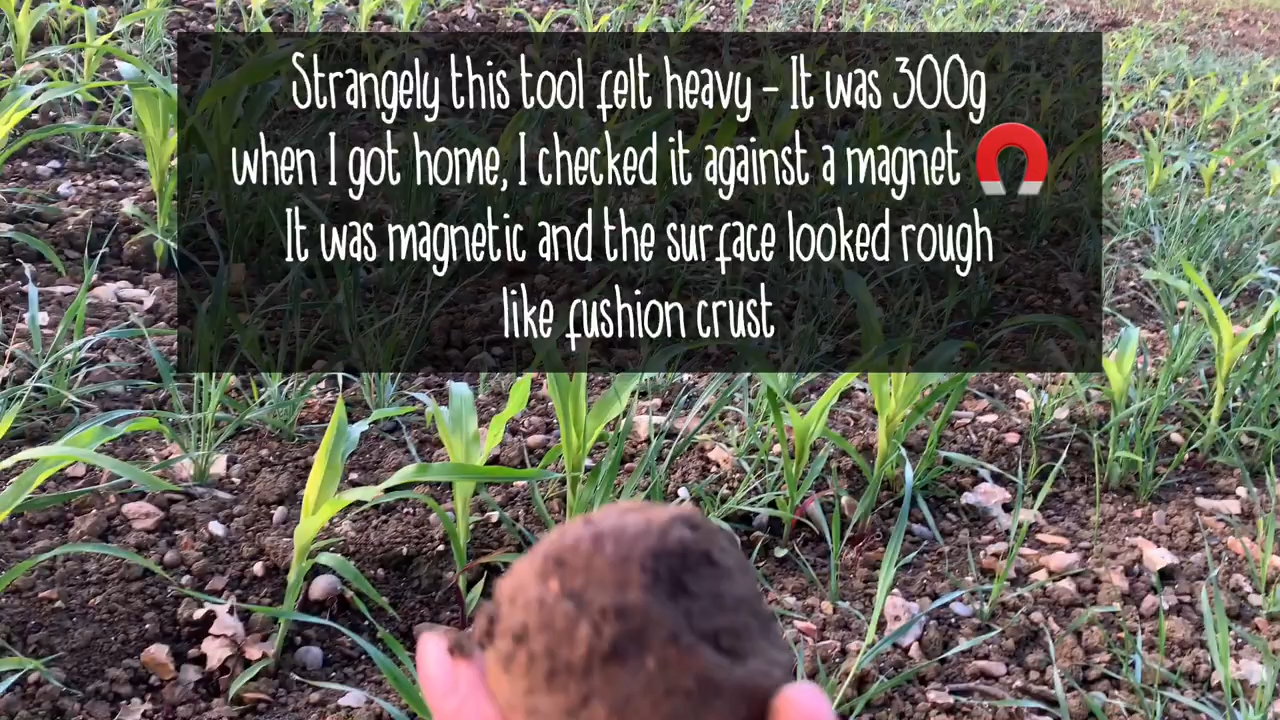 Strangely this tool felt heavy - It was 300g
when I got home, I checked it against a magnet 🧲
It was magnetic and the surface looked rough
like fushion crust